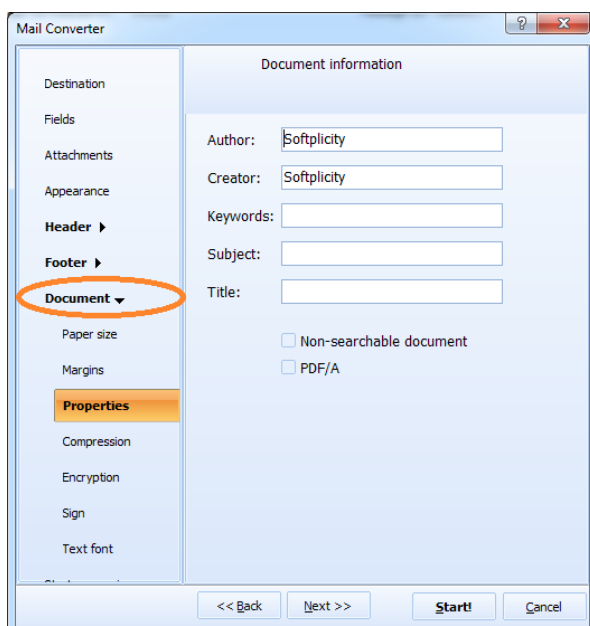 Mail Converter
?
X
Destination
Fields
Attachments
Appearance
Header
Footer
Document
Paper size
Margins
Properties
Compression
Encryption
Sign
Text font
Document information
Author: Softplicity
Creator: Softplicity
Keywords:
Subject:
Title:
Non-searchable document
PDF/A
<< Back Next >> Start! Cancel